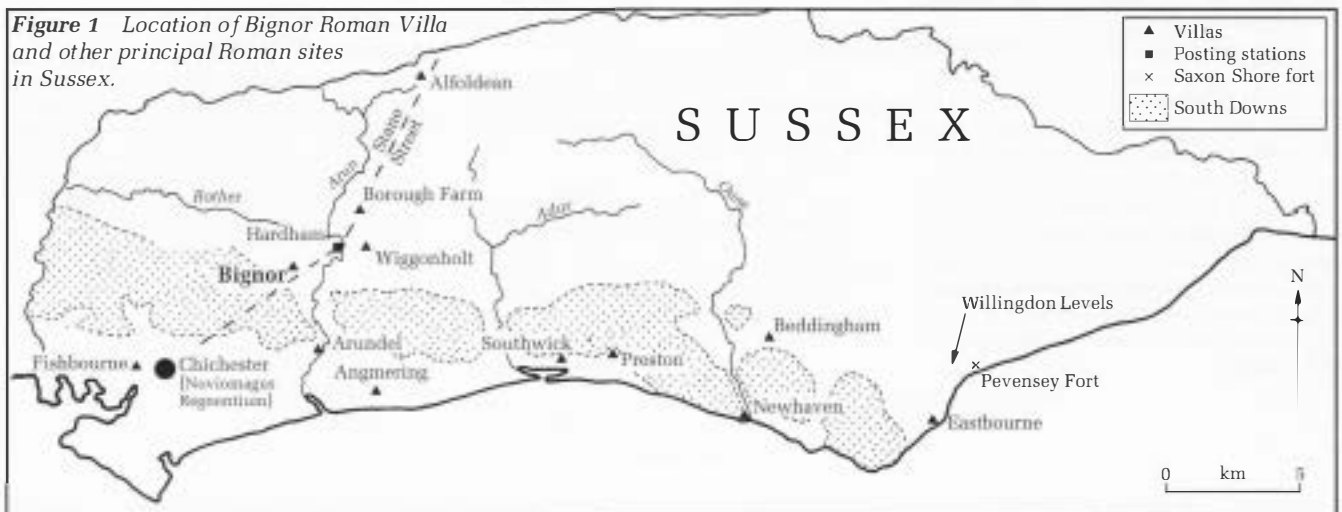 Figure 1 Location of Bignor Roman Villa
and other principal Roman sites
in Sussex.
Villas
Posting stations
Saxon Shore fort
South Downs
Alfoldean
SUSSEX
Stane
Street
Arun
Rother
Borough Farm
Adur
Ouse
Hardham
Wiggonholt
Bignor
N
Willingdon Levels
Beddingham
Arundel
Southwick
Preston
Fishbourne
Chichester
[Noviomagus
Regnentium]
Angmering
Pevensey Fort
Newhaven
Eastbourne
0 km 5